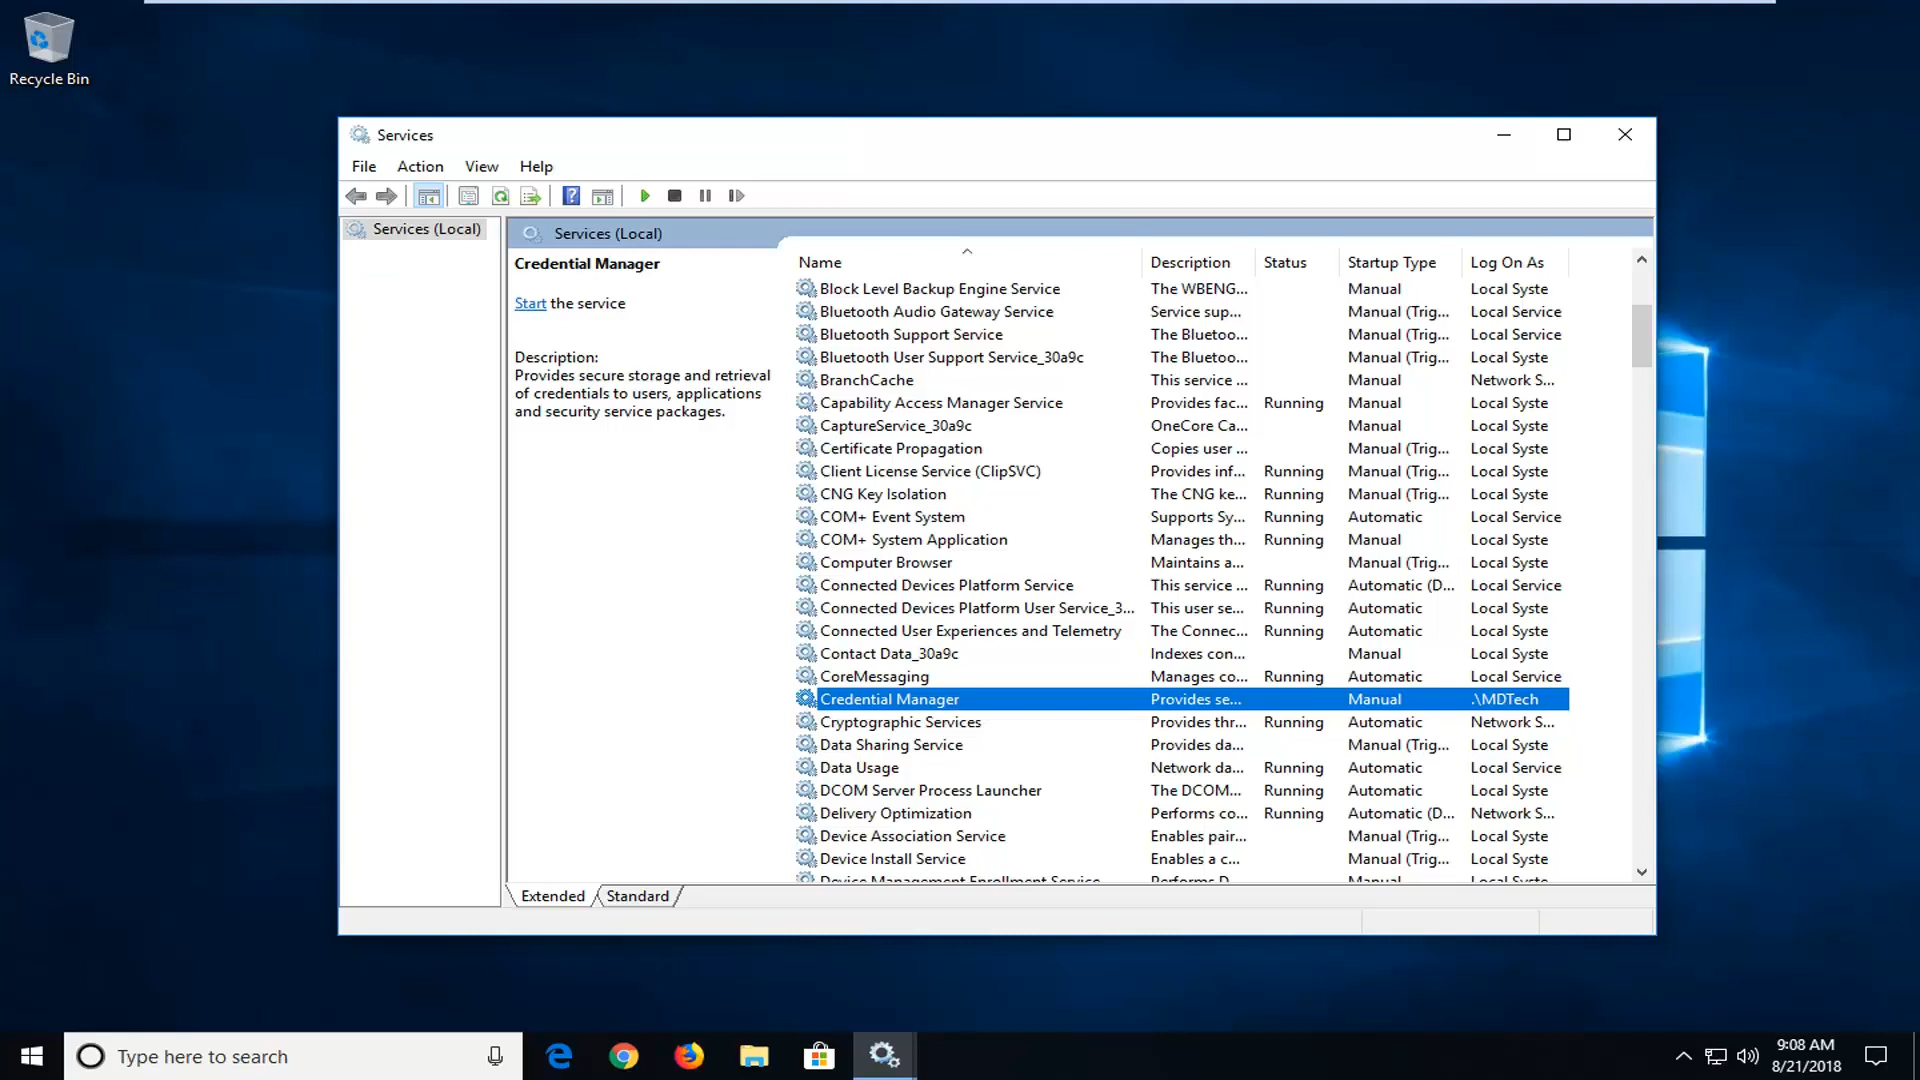 Recycle Bin
Services
File Action View Help
Services (Local)
Services (Local)
Credential Manager
Start the service
Description:
Provides secure storage and retrieval
of credentials to users, applications
and security service packages.
Name Description Status Startup Type Log On As
Block Level Backup Engine Service The WBENG... Manual Local Syste
Bluetooth Audio Gateway Service Service sup... Manual (Trig... Local Service
Bluetooth Support Service The Bluetoo... Manual (Trig... Local Service
Bluetooth User Support Service_30a9c The Bluetoo... Manual (Trig... Local Syste
BranchCache This service ... Manual Network S...
Capability Access Manager Service Provides fac... Running Manual Local Syste
CaptureService_30a9c OneCore Ca... Manual Local Syste
Certificate Propagation Copies user ... Manual (Trig... Local Syste
Client License Service (ClipSVC) Provides inf... Running Manual (Trig... Local Syste
CNG Key Isolation The CNG ke... Running Manual (Trig... Local Syste
COM+ Event System Supports Sy... Running Automatic Local Service
COM+ System Application Manages th... Running Manual Local Syste
Computer Browser Maintains a... Manual (Trig... Local Syste
Connected Devices Platform Service This service ... Running Automatic (D... Local Service
Connected Devices Platform User Service_3... This user se... Running Automatic Local Syste
Connected User Experiences and Telemetry The Connec... Running Automatic Local Syste
Contact Data_30a9c Indexes con... Manual Local Syste
CoreMessaging Manages co... Running Automatic Local Service
Credential Manager Provides se... Manual .\MDTech
Cryptographic Services Provides thr... Running Automatic Network S...
Data Sharing Service Provides da... Manual (Trig... Local Syste
Data Usage Network da... Running Automatic Local Service
DCOM Server Process Launcher The DCOM... Running Automatic Local Syste
Delivery Optimization Performs co... Running Automatic (D... Network S...
Device Association Service Enables pair... Manual (Trig... Local Syste
Device Install Service Enables a c... Manual (Trig... Local Syste
Device Management Enrollment Service Performs D... Manual Local Syste
Extended Standard
Type here to search
9:08 AM
8/21/2018